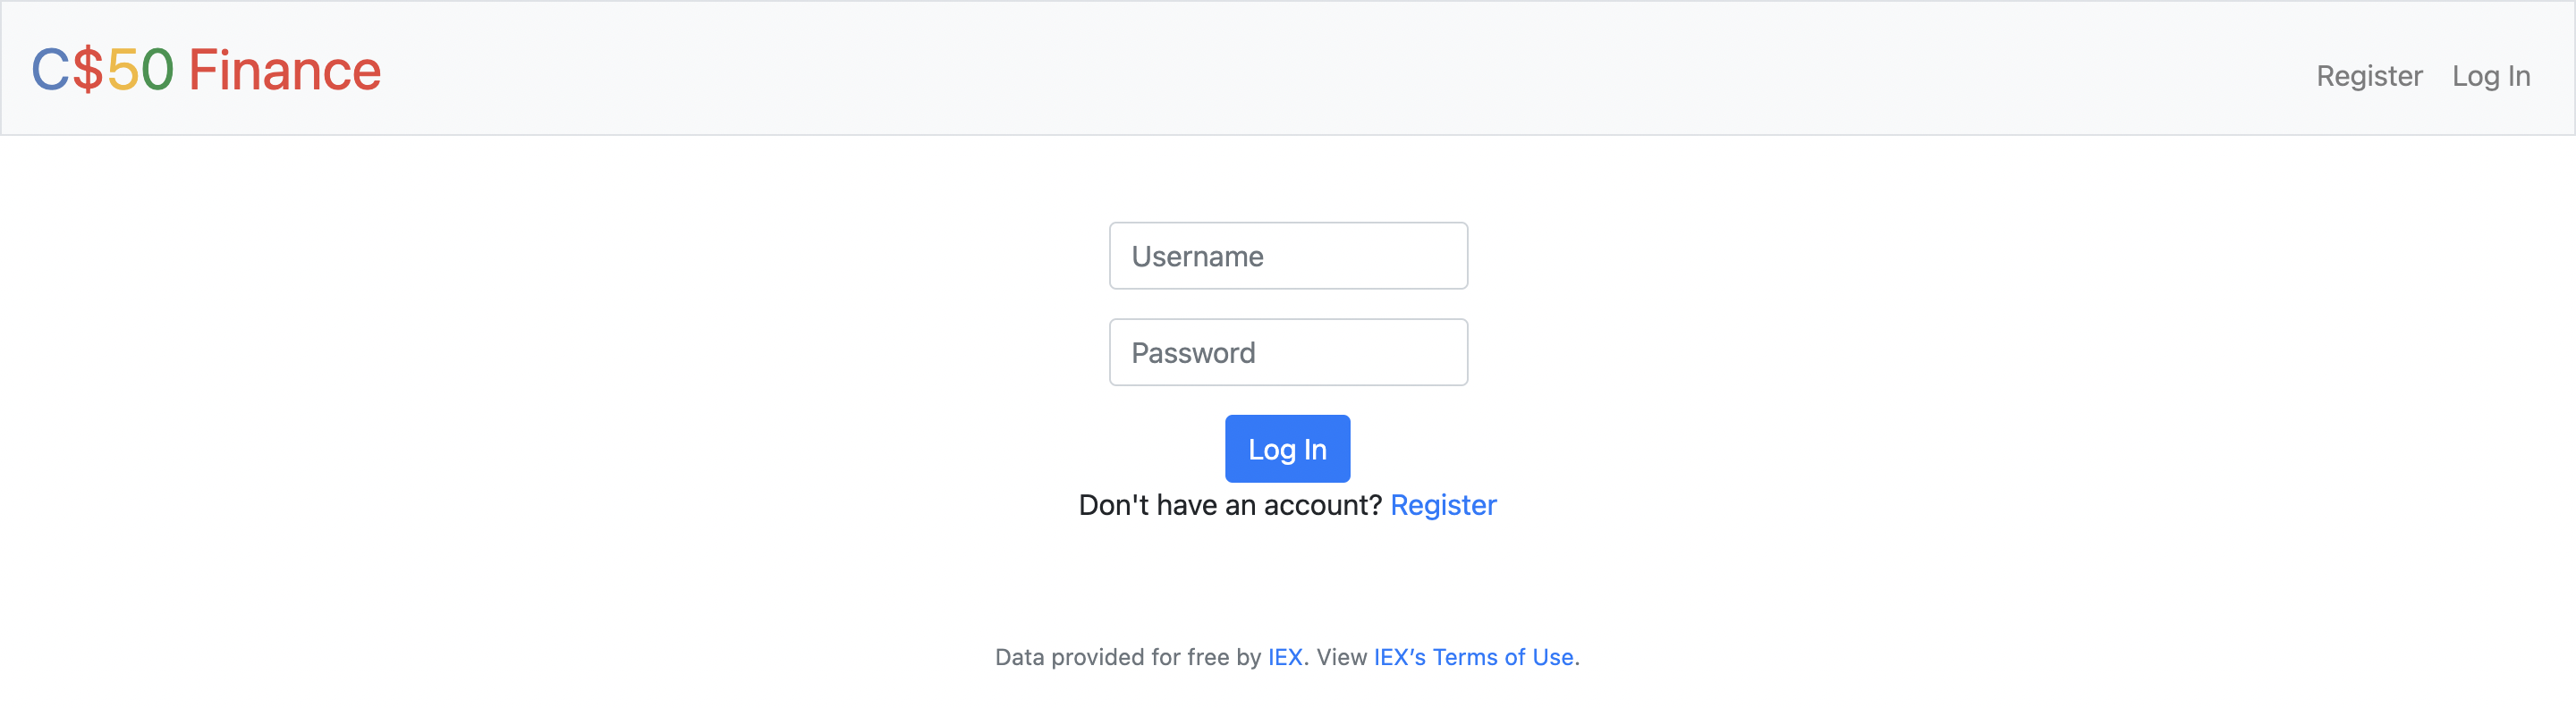 C$50 Finance
Register Log In
Username
Password
Log In
Don't have an account? Register
Data provided for free by IEX. View IEX’s Terms of Use.